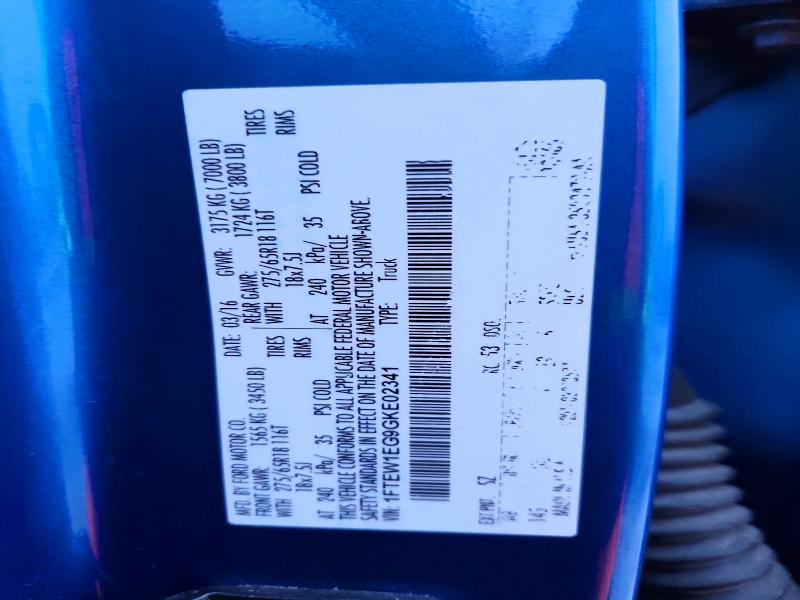 MFD. BY FORD MOTOR CO. DATE: 03/16 GVWR: 3175 KG ( 7000 LB)
FRONT GAWR: 1565 KG ( 3450 LB) REAR GAWR: 1724 KG ( 3800 LB)
WITH 275/65R18 116T TIRES WITH 275/65R18 116T TIRES
18x7.5J RIMS 18x7.5J RIMS
AT 240 kPa/ 35 PSI COLD AT 240 kPa/ 35 PSI COLD
THIS VEHICLE CONFORMS TO ALL APPLICABLE FEDERAL MOTOR VEHICLE
SAFETY STANDARDS IN EFFECT ON THE DATE OF MANUFACTURE SHOWN ABOVE.
VIN: 1FTEW1EG9GKE02341 TYPE: Truck
EXT PNT: SZ RC: 53 DSO:
145